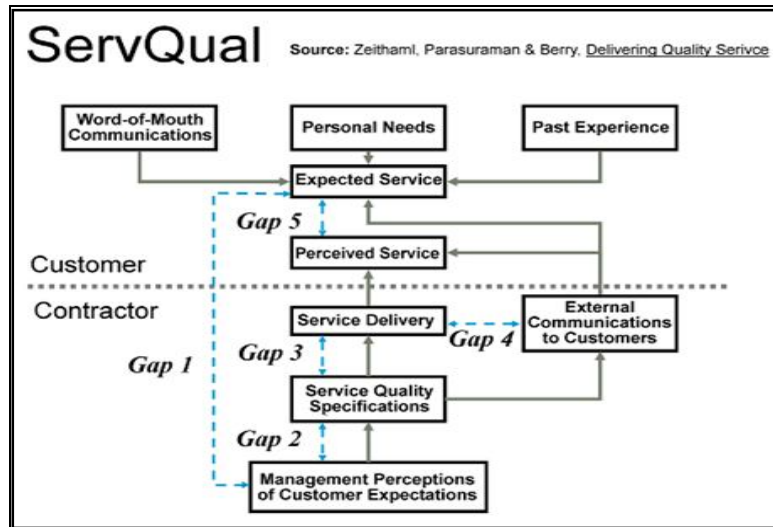 ServQual
Source: Zeithaml, Parasuraman & Berry, Delivering Quality Serivce
Word-of-Mouth
Communications
Personal Needs
Past Experience
Expected Service
Gap 5
Perceived Service
Customer
Contractor
Service Delivery
External
Communications
to Customers
Gap 4
Gap 3
Gap 1
Service Quality
Specifications
Gap 2
Management Perceptions
of Customer Expectations